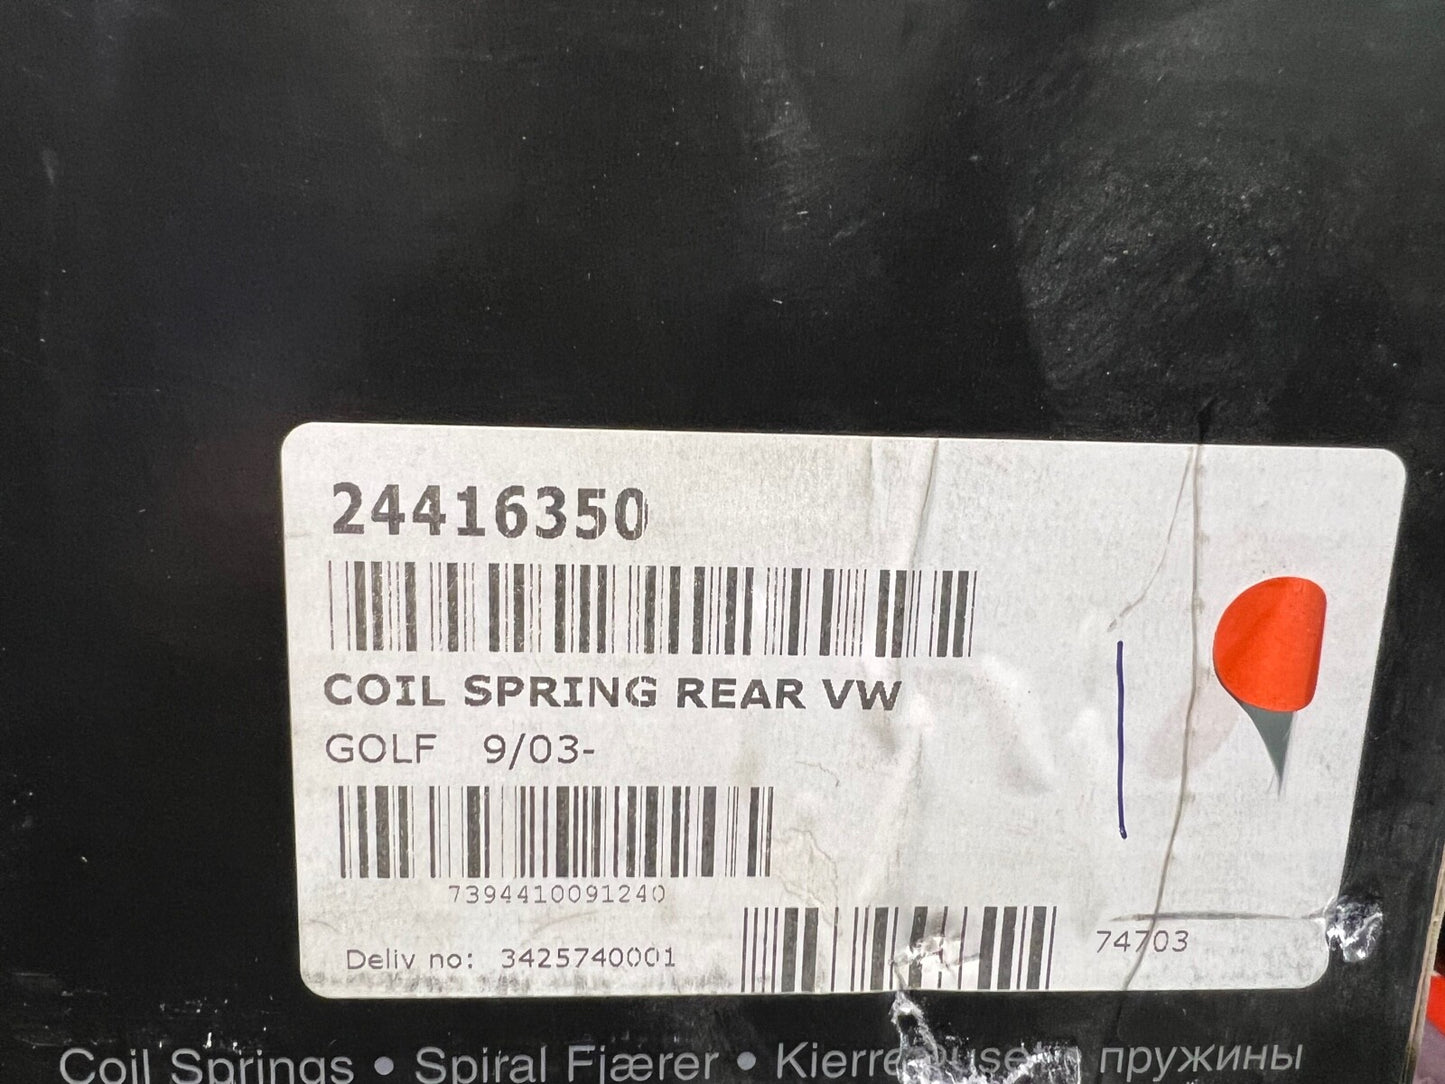 24416350
COIL SPRING REAR VW
GOLF 9/03-
7394410091240
Deliv no: 3425740001
74703
Coil Springs • Spiral Fjærer • пружины